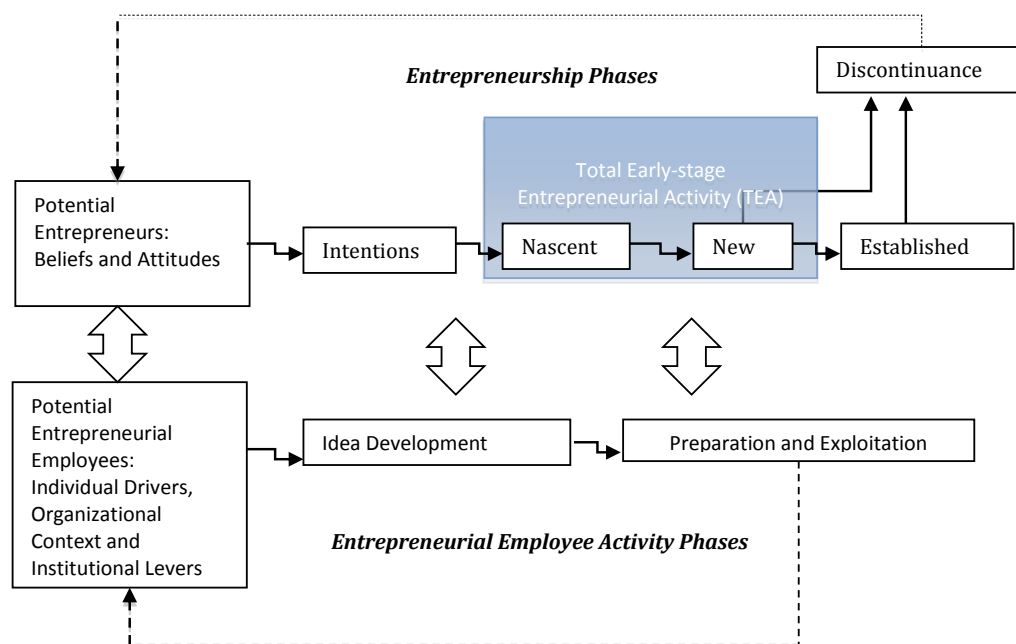 Entrepreneurship Phases
Discontinuance
Total Early-stage
Entrepreneurial Activity (TEA)
Potential
Entrepreneurs:
Beliefs and Attitudes
Intentions
Nascent
New
Established
Potential
Entrepreneurial
Employees:
Individual Drivers,
Organizational
Context and
Institutional Levers
Idea Development
Preparation and Exploitation
Entrepreneurial Employee Activity Phases